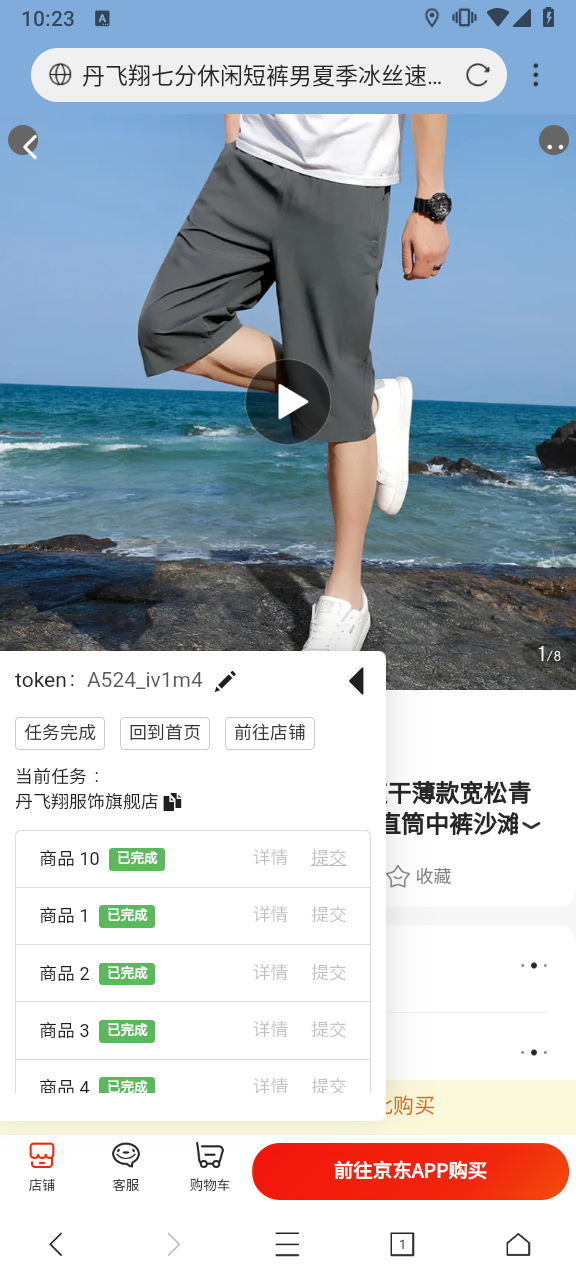 10:23
A
丹飞翔七分休闲短裤男夏季冰丝速...
1/8
token: A524_iv1m4
任务完成 回到首页 前往店铺
当前任务：
丹飞翔服饰旗舰店
干薄款宽松青
直筒中裤沙滩
收藏
商品 10 已完成 详情 提交
商品 1 已完成 详情 提交
商品 2 已完成 详情 提交
商品 3 已完成 详情 提交
商品 4 已完成 详情 提交
购买
店铺 客服 购物车 前往京东APP购买
1